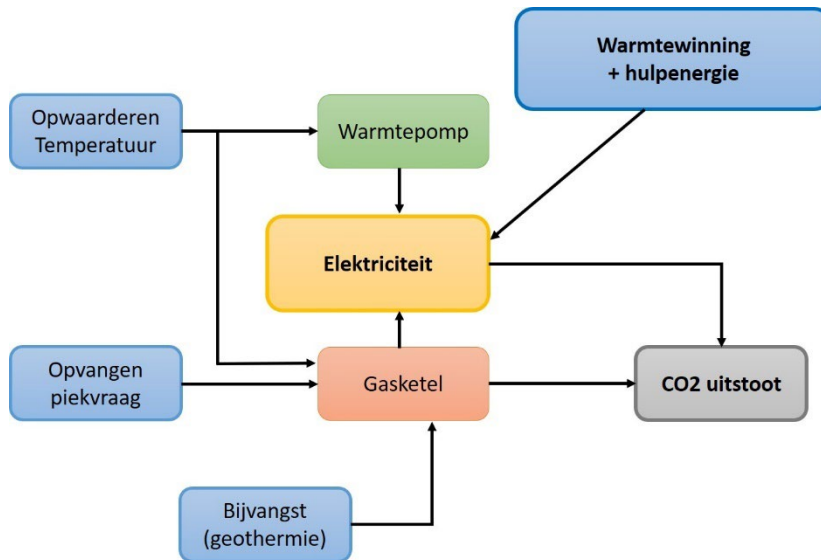 Warmtewinning
+ hulpenergie
Opwaarderen
Temperatuur
Warmtepomp
Elektriciteit
Opvangen
piekvraag
Gasketel
CO2 uitstoot
Bijvangst
(geothermie)